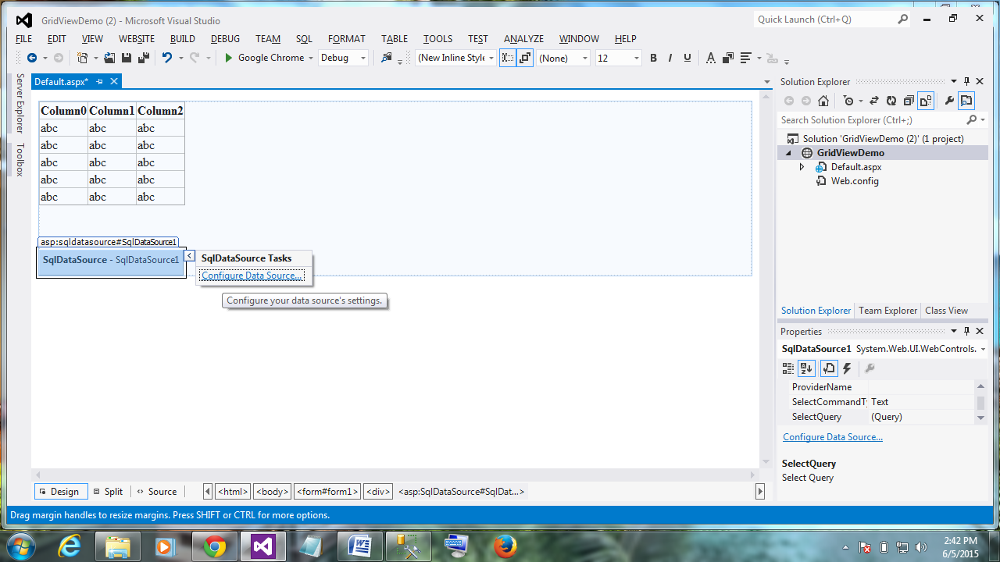 GridViewDemo (2) - Microsoft Visual Studio
Quick Launch (Ctrl+Q)
FILE EDIT VIEW WEBSITE BUILD DEBUG TEAM SQL FORMAT TABLE TOOLS TEST ANALYZE WINDOW HELP
Google Chrome Debug (New Inline Style (None) 12 B I U A
Server Explorer
Toolbox
Default.aspx*
Column0 Column1 Column2
abc abc abc
abc abc abc
abc abc abc
abc abc abc
abc abc abc
asp:sqldatasource#SqlDataSource1
SqlDataSource - SqlDataSource1
SqlDataSource Tasks
Configure Data Source...
Configure your data source's settings.
Design Split Source <html> <body> <form#form1> <div> <asp:SqlDataSource#SqlDat...>
Solution Explorer
Search Solution Explorer (Ctrl+;)
Solution 'GridViewDemo (2)' (1 project)
GridViewDemo
Default.aspx
Web.config
Solution Explorer Team Explorer Class View
Properties
SqlDataSource1 System.Web.UI.WebControls.
ProviderName
SelectCommandTy Text
SelectQuery (Query)
Configure Data Source...
SelectQuery
Select Query
Drag margin handles to resize margins. Press SHIFT or CTRL for more options.
2:42 PM
6/5/2015